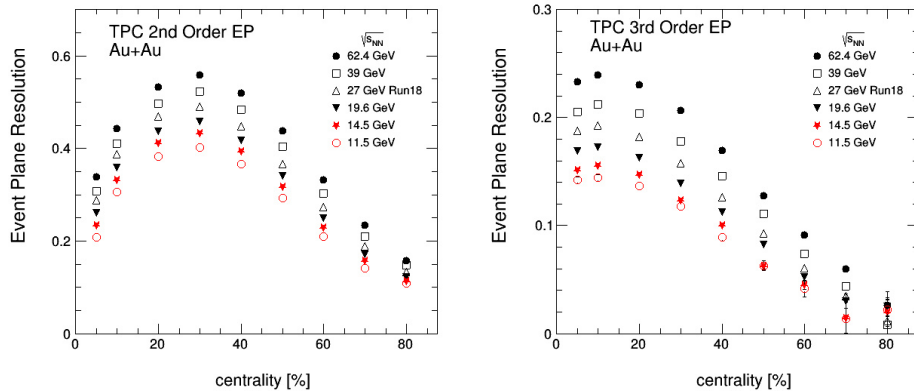 TPC 2nd Order EP
Au+Au
√sNN
62.4 GeV
39 GeV
27 GeV Run18
19.6 GeV
14.5 GeV
11.5 GeV
Event Plane Resolution
0.6
0.4
0.2
0
0 20 40 60 80
centrality [%]
TPC 3rd Order EP
Au+Au
√sNN
62.4 GeV
39 GeV
27 GeV Run18
19.6 GeV
14.5 GeV
11.5 GeV
Event Plane Resolution
0.3
0.2
0.1
0
0 20 40 60 80
centrality [%]